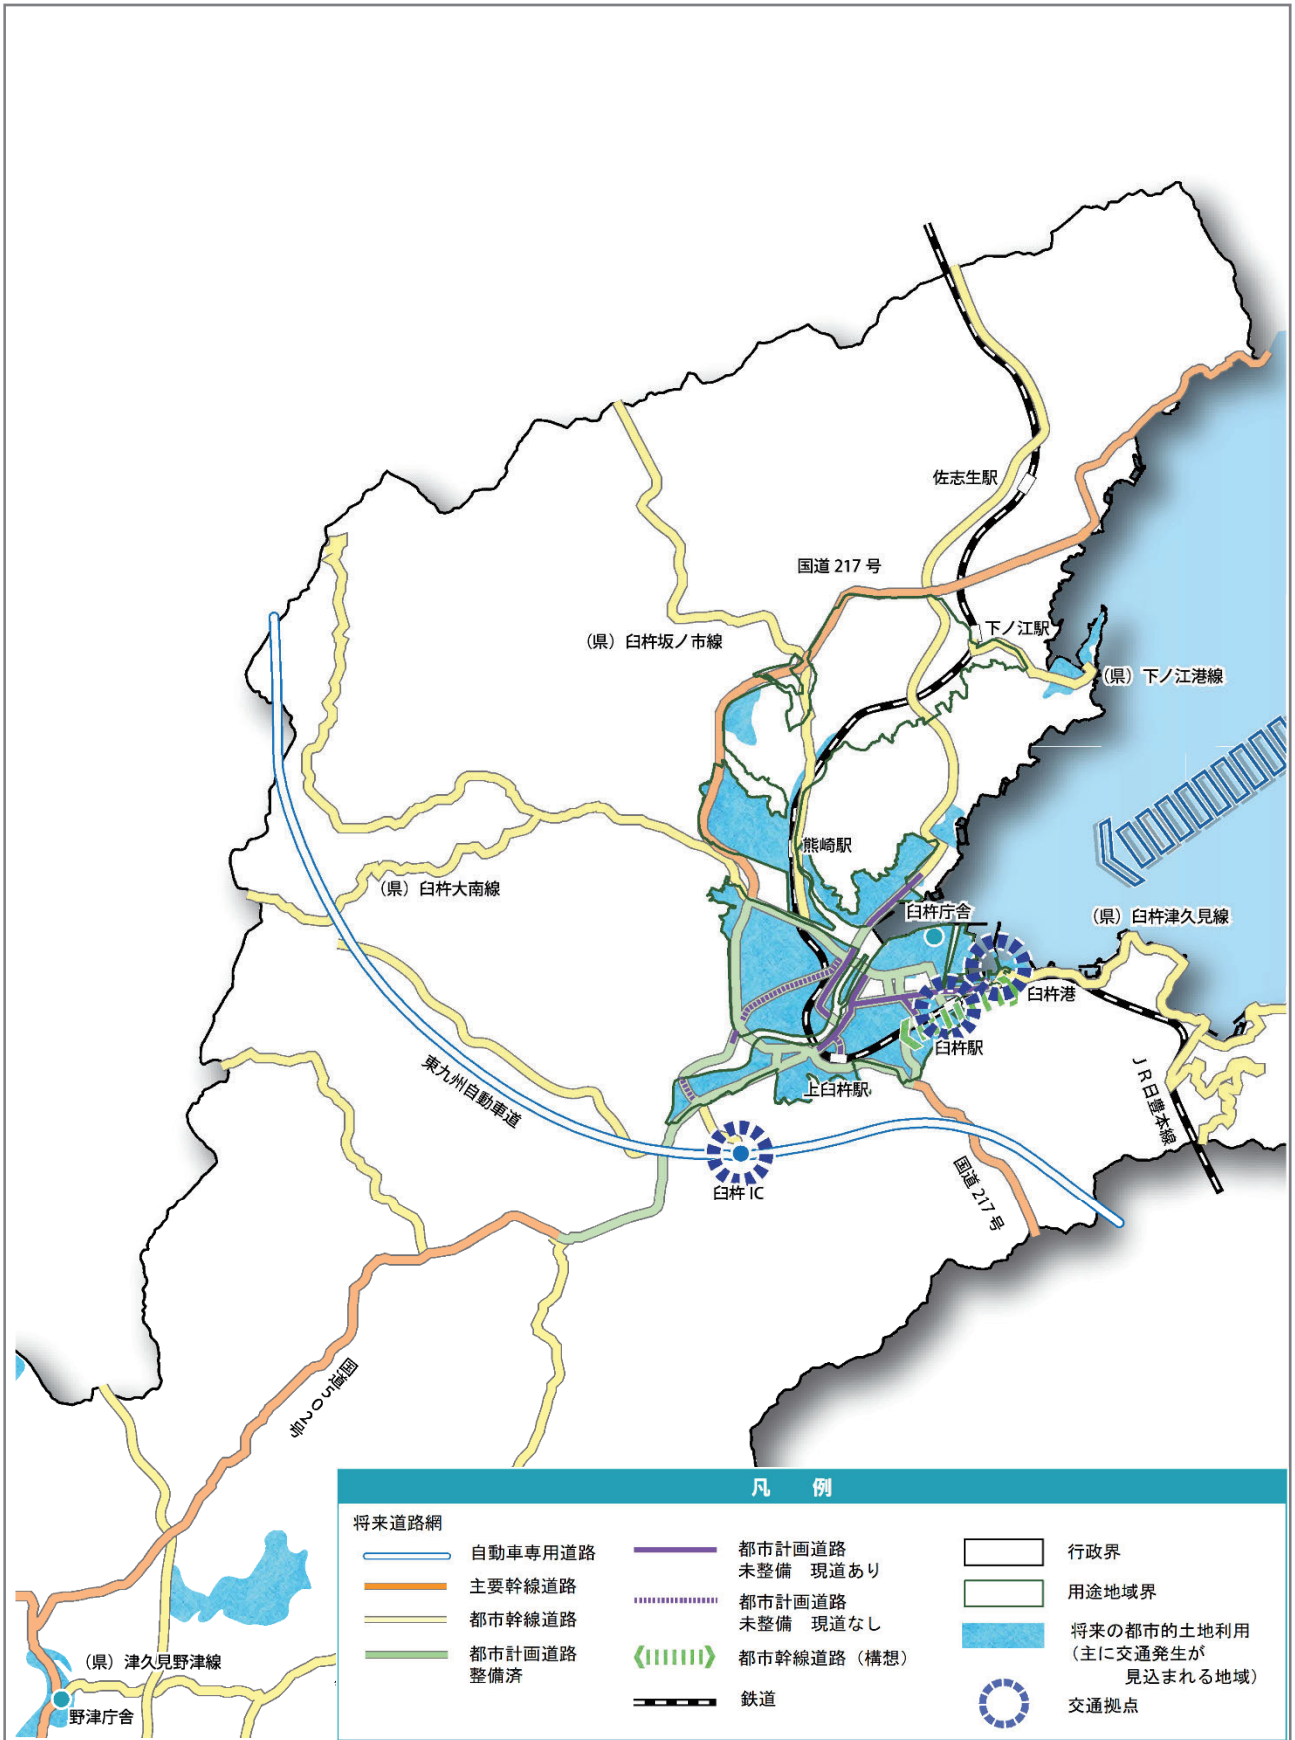 佐志生駅
国道 217 号
下ノ江駅
（県）臼杵坂ノ市線
（県）下ノ江港線
熊崎駅
（県）臼杵大南線
臼杵庁舎
（県）臼杵津久見線
臼杵港
臼杵駅
東九州自動車道
上臼杵駅
ＪＲ日豊本線
臼杵 IC
国道 217 号
国道５０２号
（県）津久見野津線
野津庁舎
凡　例
将来道路網
自動車専用道路
主要幹線道路
都市幹線道路
都市計画道路
整備済
都市計画道路
未整備　現道あり
都市計画道路
未整備　現道なし
都市幹線道路（構想）
鉄道
行政界
用途地域界
将来の都市的土地利用
（主に交通発生が
見込まれる地域）
交通拠点